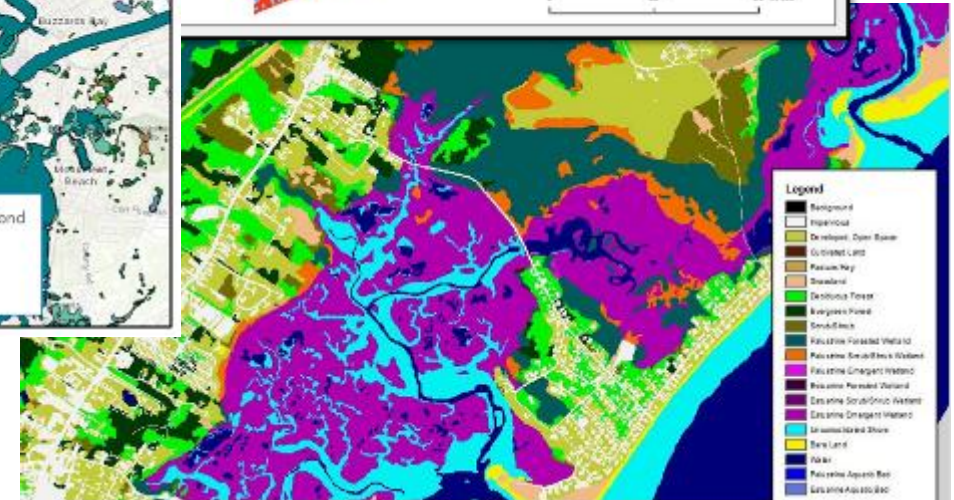 Buzzards Bay
Beach
ond
Legend
Background
Impervious
Developed, Open Space
Cultivated Land
Pasture/Hay
Grassland
Deciduous Forest
Evergreen Forest
Scrub/Shrub
Palustrine Forested Wetland
Palustrine Scrub/Shrub Wetland
Palustrine Emergent Wetland
Estuarine Forested Wetland
Estuarine Scrub/Shrub Wetland
Estuarine Emergent Wetland
Unconsolidated Shore
Bare Land
Water
Palustrine Aquatic Bed
Estuarine Aquatic Bed